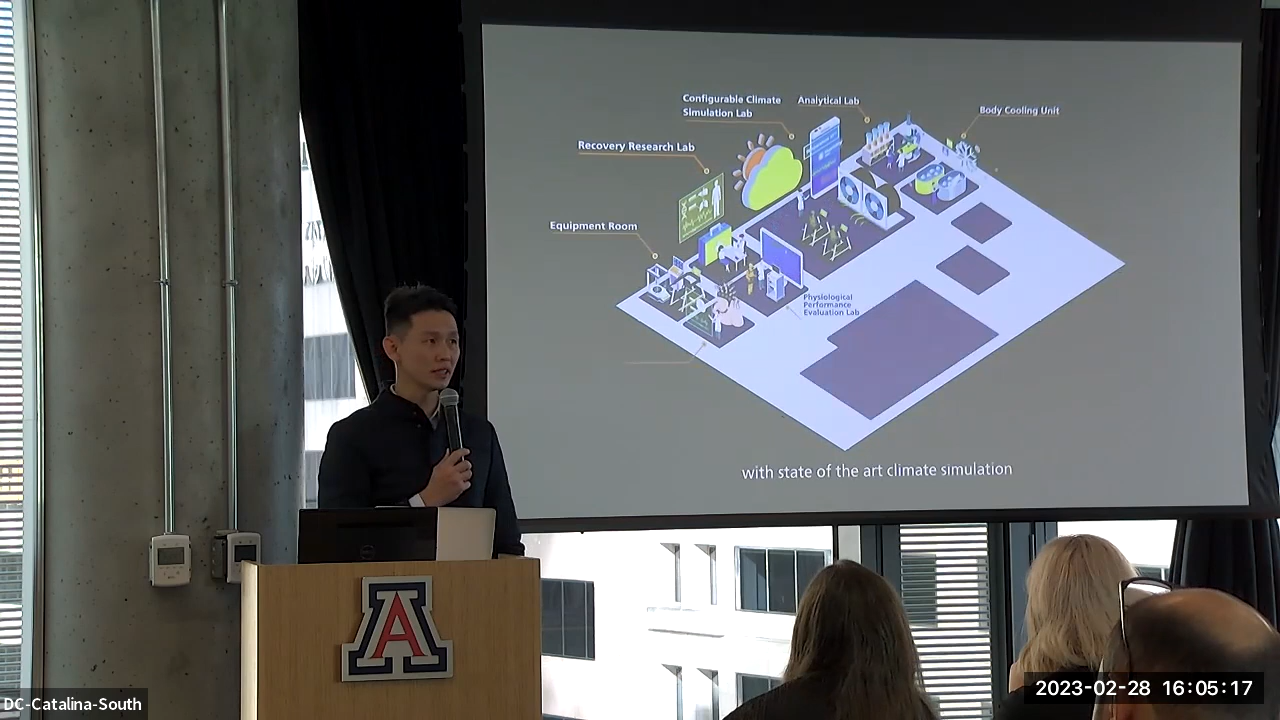 Configurable Climate
Simulation Lab
Analytical Lab
Body Cooling Unit
Recovery Research Lab
Equipment Room
Physiological
Performance
Evaluation Lab
with state of the art climate simulation
A
DC-Catalina-South
2023-02-28 16:05:17